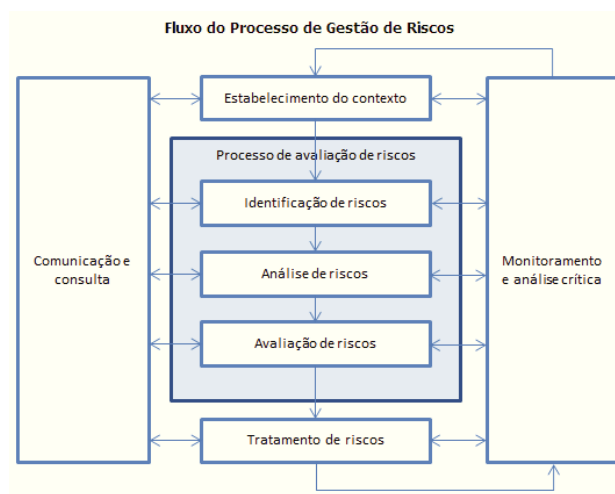 Fluxo do Processo de Gestão de Riscos
Estabelecimento do contexto
Processo de avaliação de riscos
Identificação de riscos
Comunicação e
consulta
Análise de riscos
Monitoramento
e análise crítica
Avaliação de riscos
Tratamento de riscos